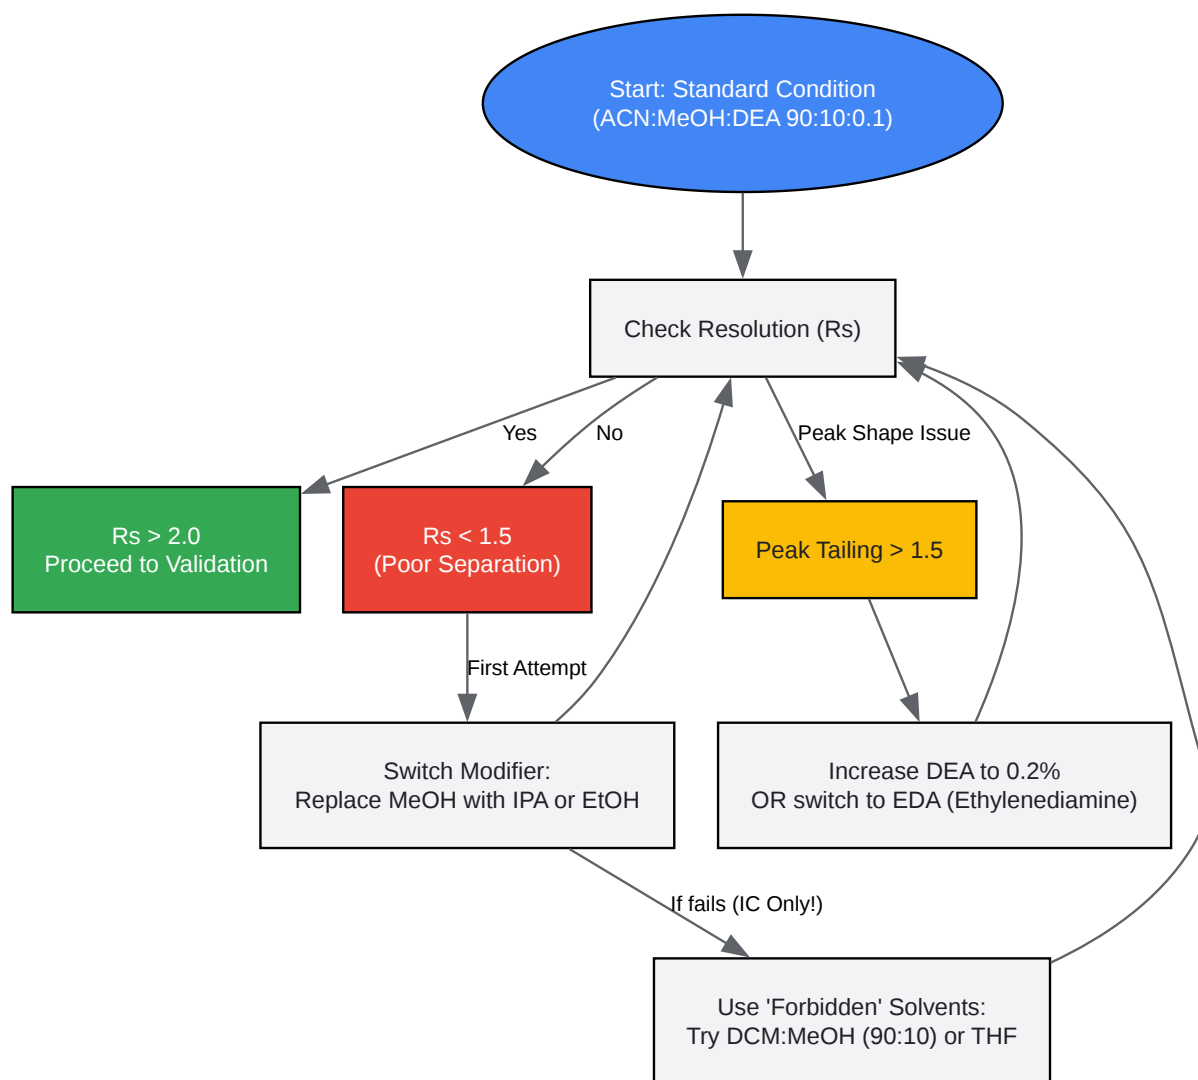 Start: Standard Condition
(ACN:MeOH:DEA 90:10:0.1)
Check Resolution (Rs)
Yes
No
Peak Shape Issue
Rs > 2.0
Proceed to Validation
Rs < 1.5
(Poor Separation)
Peak Tailing > 1.5
First Attempt
Switch Modifier:
Replace MeOH with IPA or EtOH
Increase DEA to 0.2%
OR switch to EDA (Ethylenediamine)
If fails (IC Only!)
Use 'Forbidden' Solvents:
Try DCM:MeOH (90:10) or THF